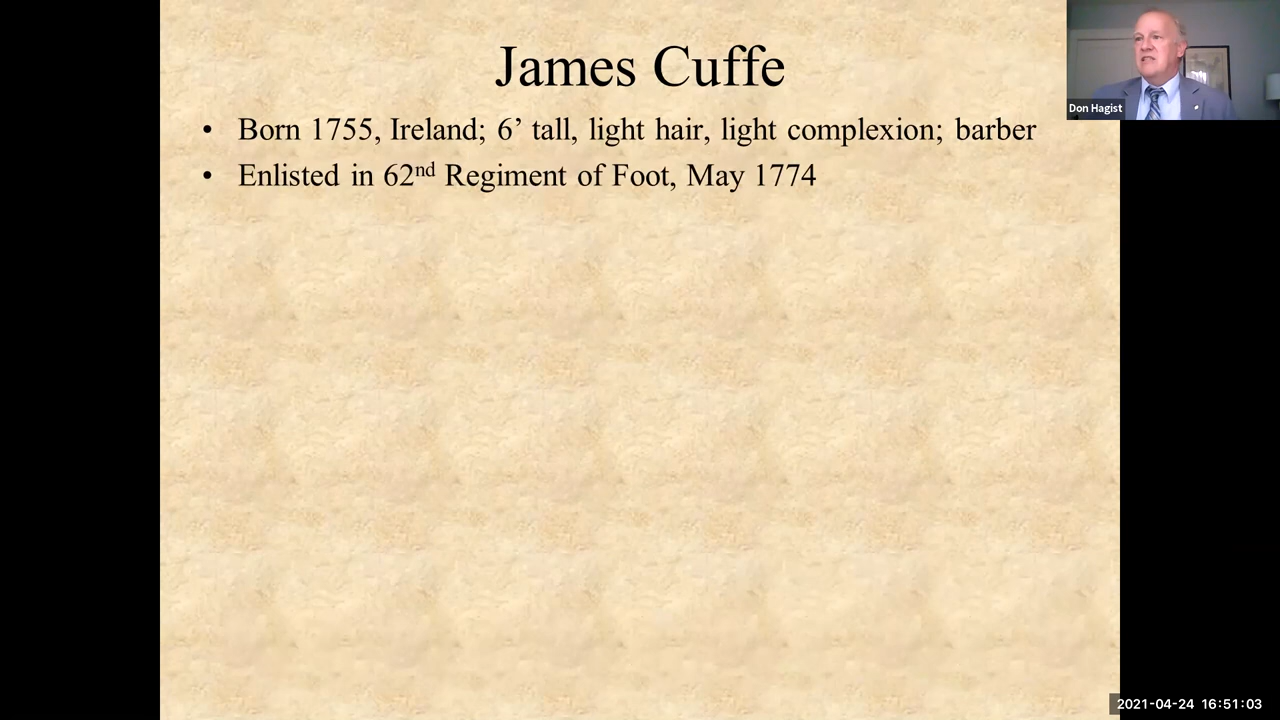 James Cuffe
• Born 1755, Ireland; 6’ tall, light hair, light complexion; barber
• Enlisted in 62nd Regiment of Foot, May 1774
Don Hagist
2021-04-24 16:51:03